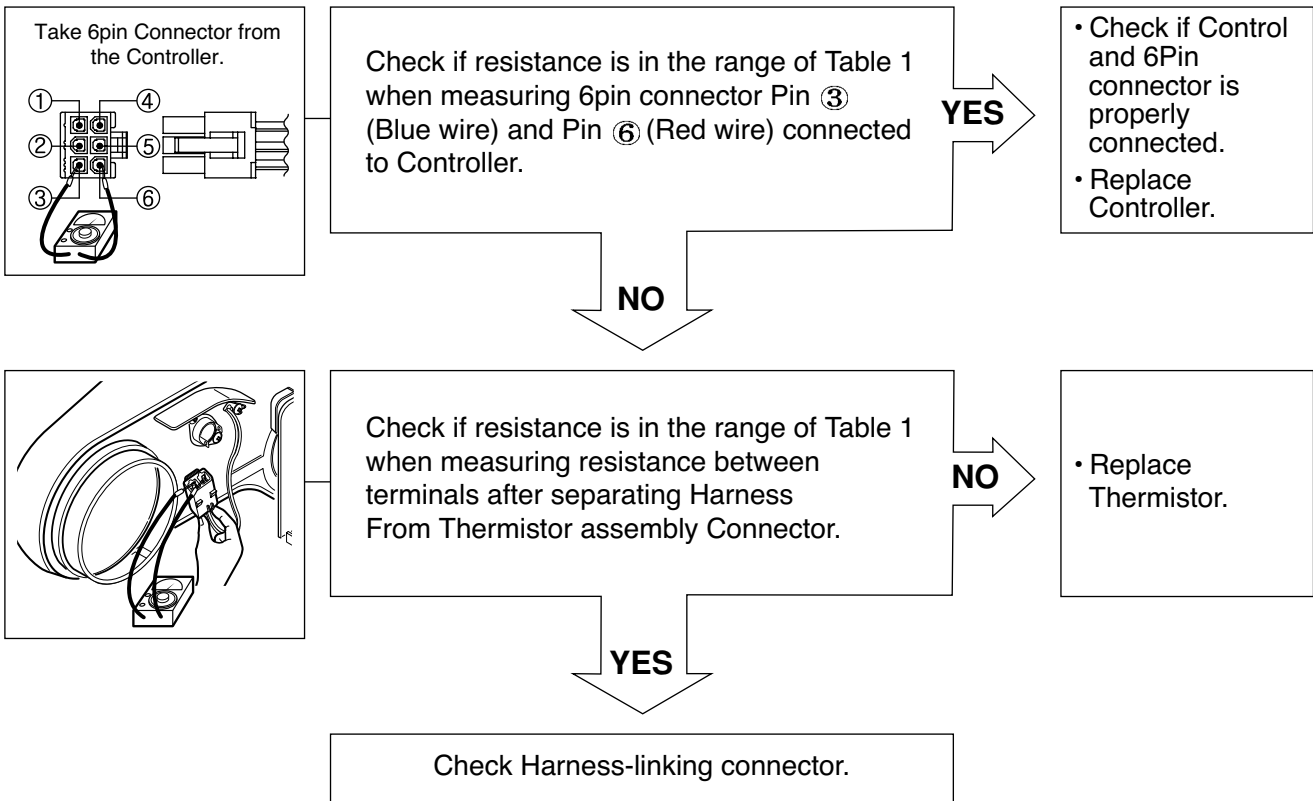 Take 6pin Connector from
the Controller.
① ④
② ⑤
③ ⑥
Check if resistance is in the range of Table 1
when measuring 6pin connector Pin ③
(Blue wire) and Pin ⑥ (Red wire) connected
to Controller.
YES
• Check if Control
and 6Pin
connector is
properly
connected.
• Replace
Controller.
NO
Check if resistance is in the range of Table 1
when measuring resistance between
terminals after separating Harness
From Thermistor assembly Connector.
NO
• Replace
Thermistor.
YES
Check Harness-linking connector.